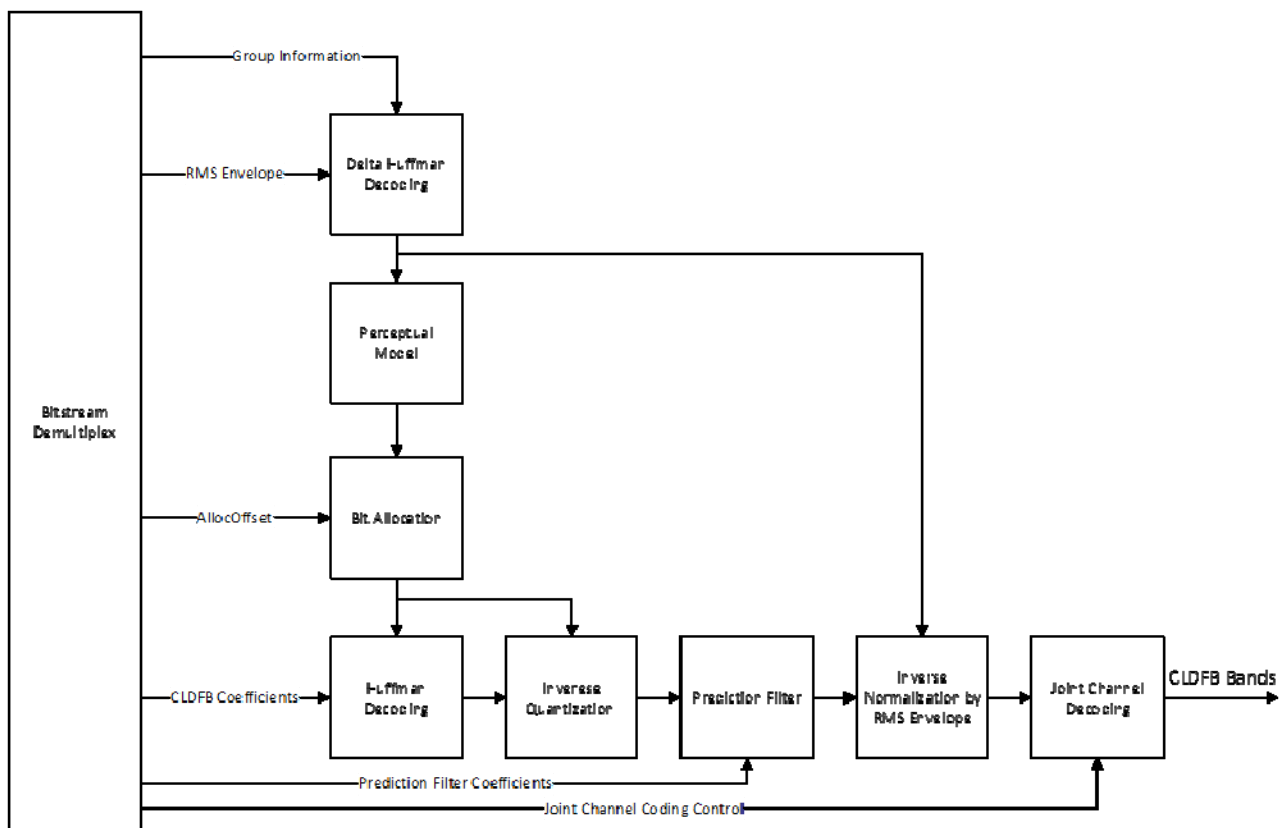 Group Information
RMS Envelope
Delta Huffman
Decoding
Perceptual
Model
Bitstream
Demultiplex
AllocOffset
Bit Allocation
CLDFB Coefficients
Huffman
Decoding
Inverese
Quantization
Prediction Filter
Inverse
Normalization by
RMS Envelope
Joint Channel
Decoding
CLDFB Bands
Prediction Filter Coefficients
Joint Channel Coding Control